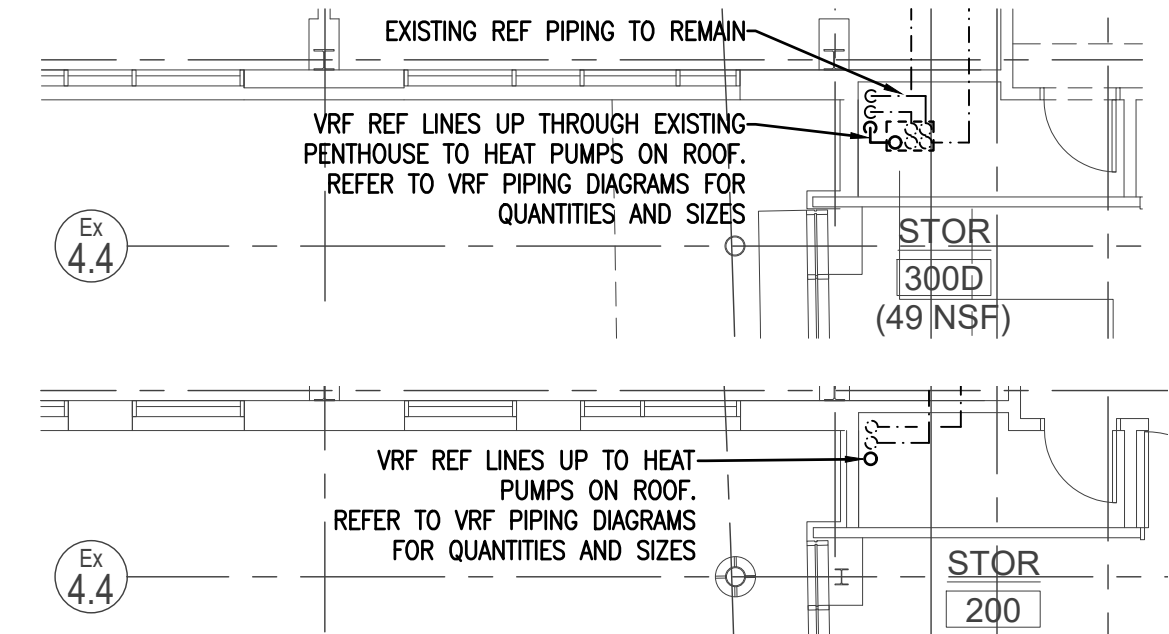 EXISTING REF PIPING TO REMAIN
VRF REF LINES UP THROUGH EXISTING
PENTHOUSE TO HEAT PUMPS ON ROOF.
REFER TO VRF PIPING DIAGRAMS FOR
QUANTITIES AND SIZES
Ex
4.4
STOR
300D
(49 NSF)
VRF REF LINES UP TO HEAT
PUMPS ON ROOF.
REFER TO VRF PIPING DIAGRAMS
FOR QUANTITIES AND SIZES
Ex
4.4
STOR
200